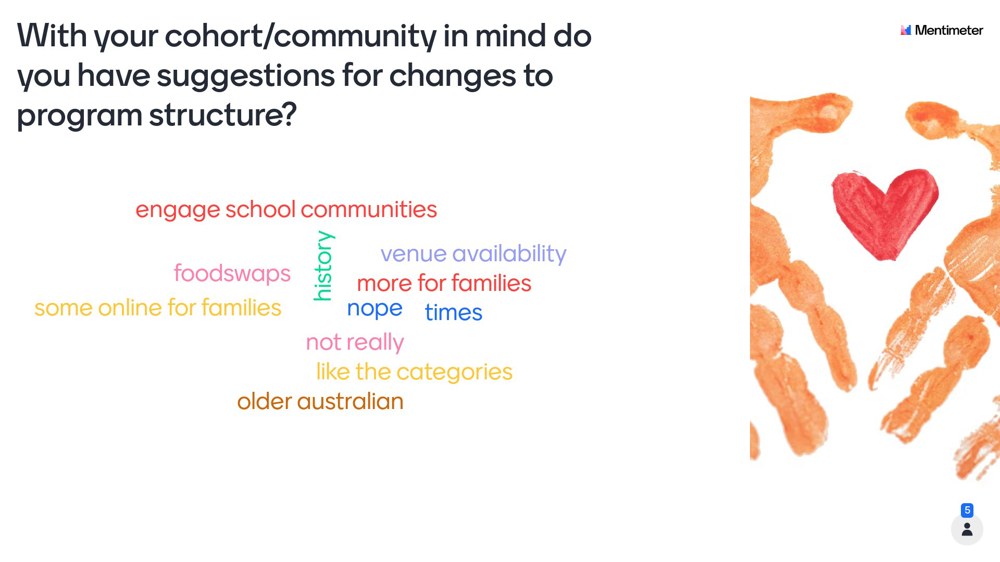 With your cohort/community in mind do
you have suggestions for changes to
program structure?
Mentimeter
engage school communities
history
venue availability
foodswaps
more for families
some online for families
nope
times
not really
like the categories
older australian
5